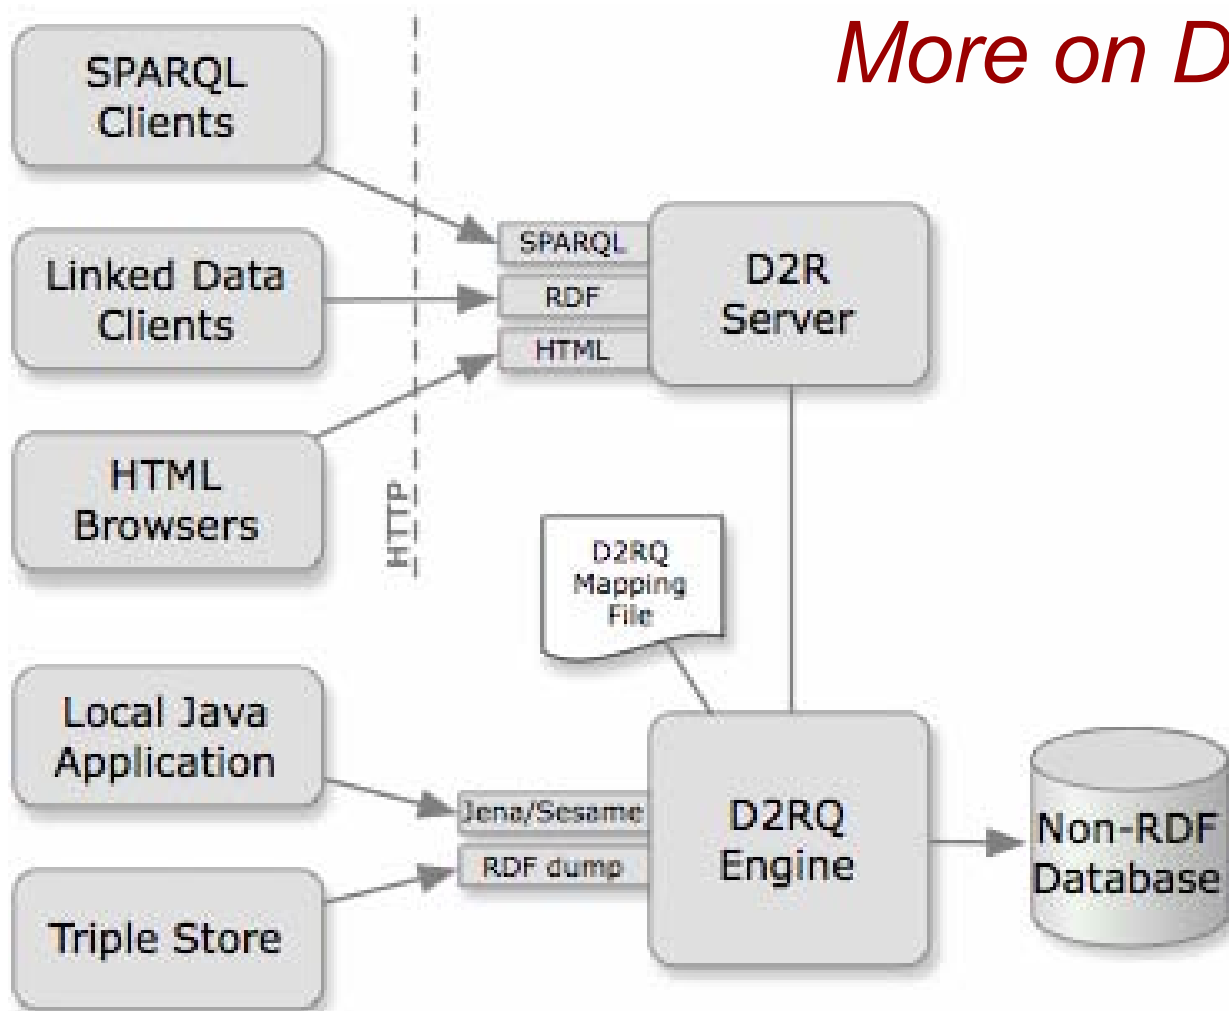 More on D
SPARQL
Clients
Linked Data
Clients
HTML
Browsers
HTTP
SPARQL
RDF
HTML
D2R
Server
D2RQ
Mapping
File
Local Java
Application
Triple Store
Jena/Sesame
RDF dump
D2RQ
Engine
Non-RDF
Database